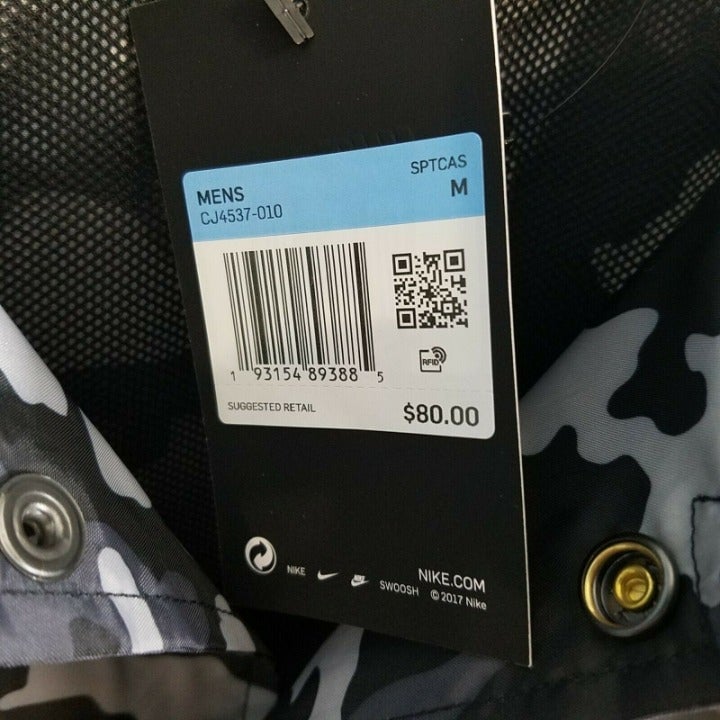 MENS SPTCAS
CJ4537-010 M
1 93154 89388 5
RFID
SUGGESTED RETAIL $80.00
NIKE NIKE SWOOSH NIKE.COM
© 2017 Nike